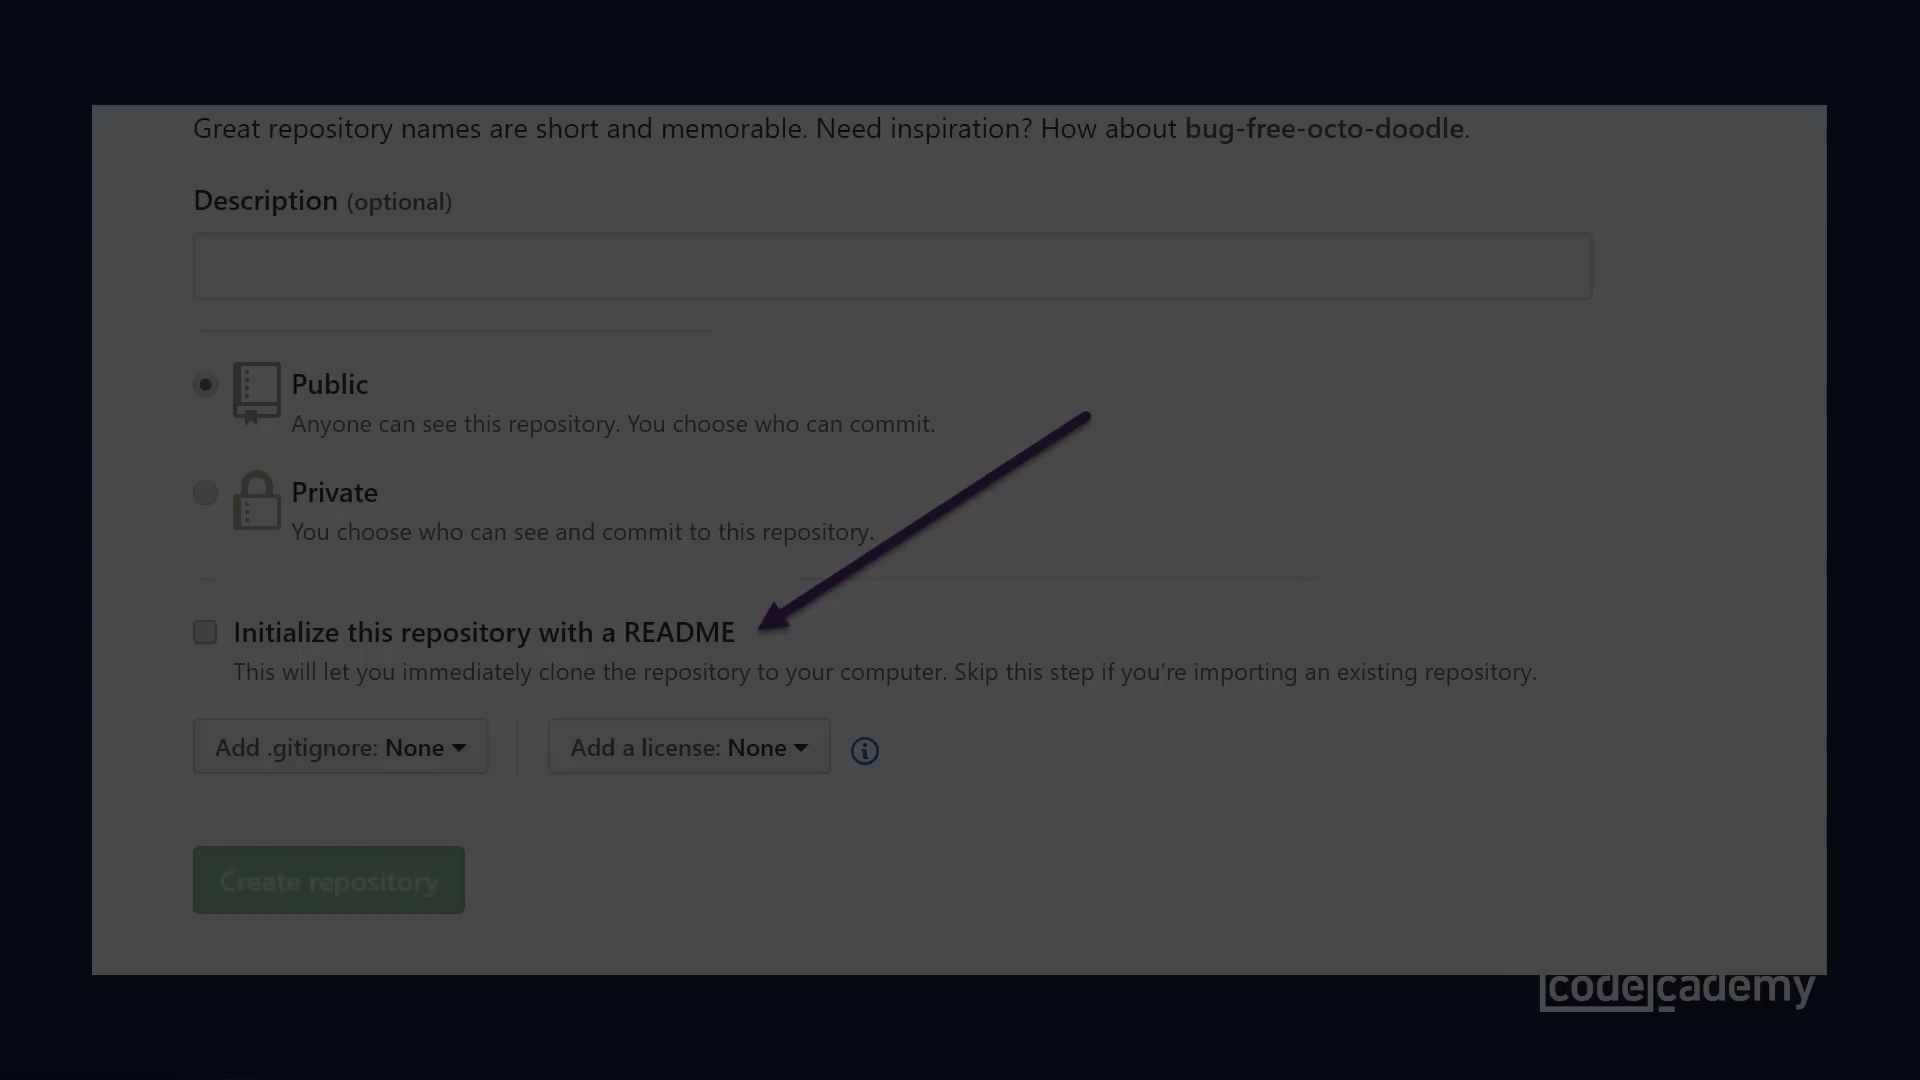 Great repository names are short and memorable. Need inspiration? How about bug-free-octo-doodle.
Description (optional)
Public
Anyone can see this repository. You choose who can commit.
Private
You choose who can see and commit to this repository.
Initialize this repository with a README
This will let you immediately clone the repository to your computer. Skip this step if you’re importing an existing repository.
Add .gitignore: None
Add a license: None
Create repository
codecademy